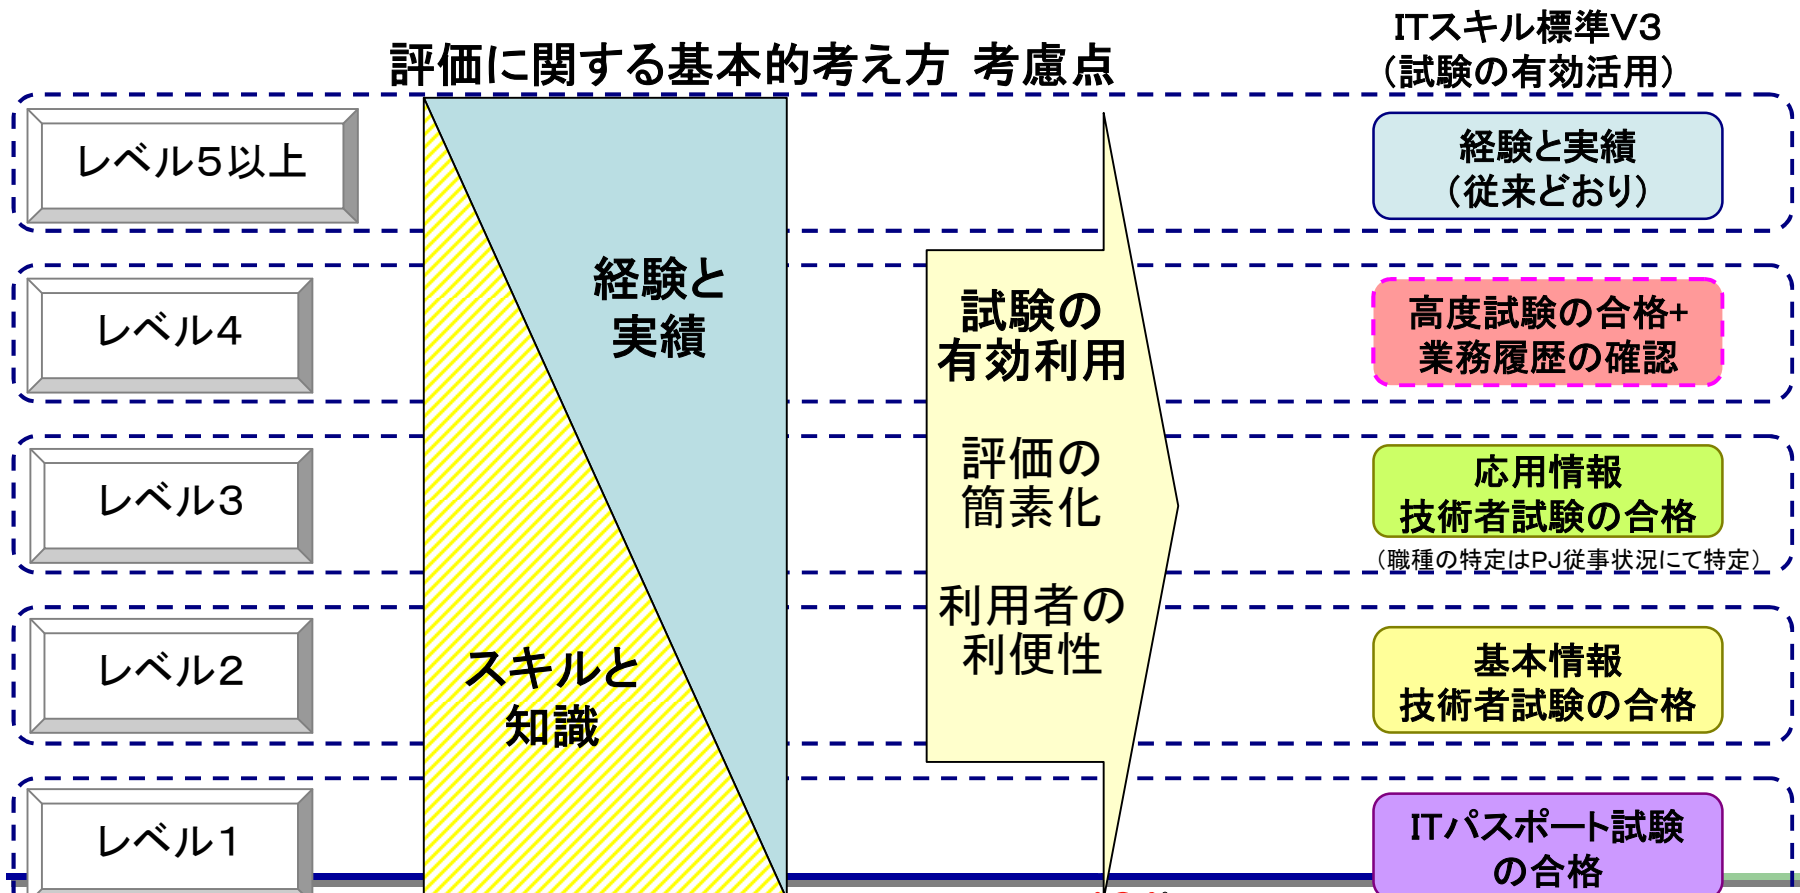 評価に関する基本的考え方 考慮点
ITスキル標準V3
（試験の有効活用）
レベル５以上
経験と実績
（従来どおり）
レベル４
経験と
実績
試験の
有効利用
高度試験の合格+
業務履歴の確認
レベル３
評価の
簡素化
応用情報
技術者試験の合格
（職種の特定はPJ従事状況にて特定）
レベル２
スキルと
知識
利用者の
利便性
基本情報
技術者試験の合格
レベル１
ITパスポート試験
の合格